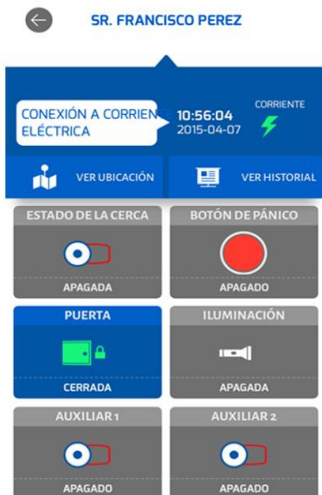 SR. FRANCISCO PEREZ
CONEXIÓN A CORRIEN
ELÉCTRICA
10:56:04
2015-04-07
CORRIENTE
VER UBICACIÓN
VER HISTORIAL
ESTADO DE LA CERCA
APAGADA
BOTÓN DE PÁNICO
APAGADO
PUERTA
CERRADA
ILUMINACIÓN
APAGADA
AUXILIAR 1
APAGADO
AUXILIAR 2
APAGADO